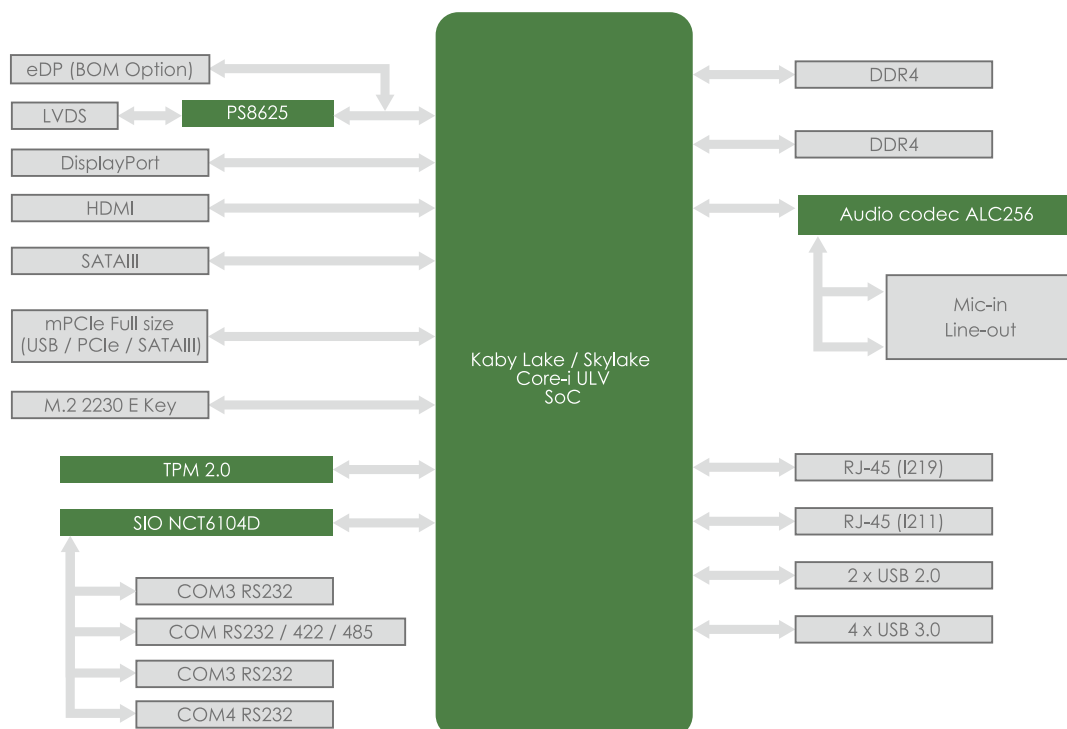 eDP (BOM Option)
LVDS
PS8625
DisplayPort
HDMI
SATAIII
mPCIe Full size
(USB / PCIe / SATAIII)
M.2 2230 E Key
TPM 2.0
SIO NCT6104D
COM3 RS232
COM RS232 / 422 / 485
COM3 RS232
COM4 RS232
Kaby Lake / Skylake
Core-i ULV
SoC
DDR4
DDR4
Audio codec ALC256
Mic-in
Line-out
RJ-45 (I219)
RJ-45 (I211)
2 x USB 2.0
4 x USB 3.0